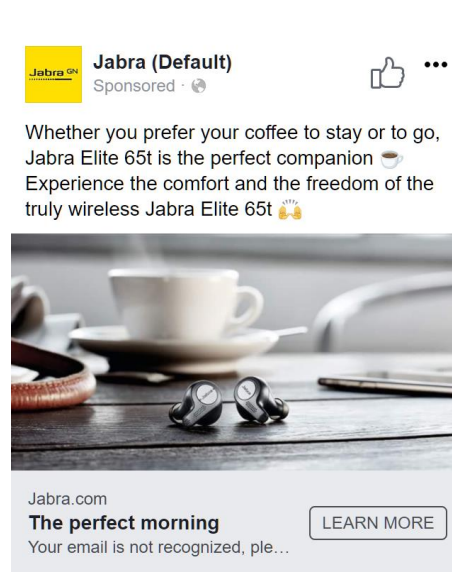 Jabra GN
Jabra (Default)
Sponsored ·
Whether you prefer your coffee to stay or to go,
Jabra Elite 65t is the perfect companion ☕
Experience the comfort and the freedom of the
truly wireless Jabra Elite 65t 🙌
Jabra.com
The perfect morning
LEARN MORE
Your email is not recognized, ple…